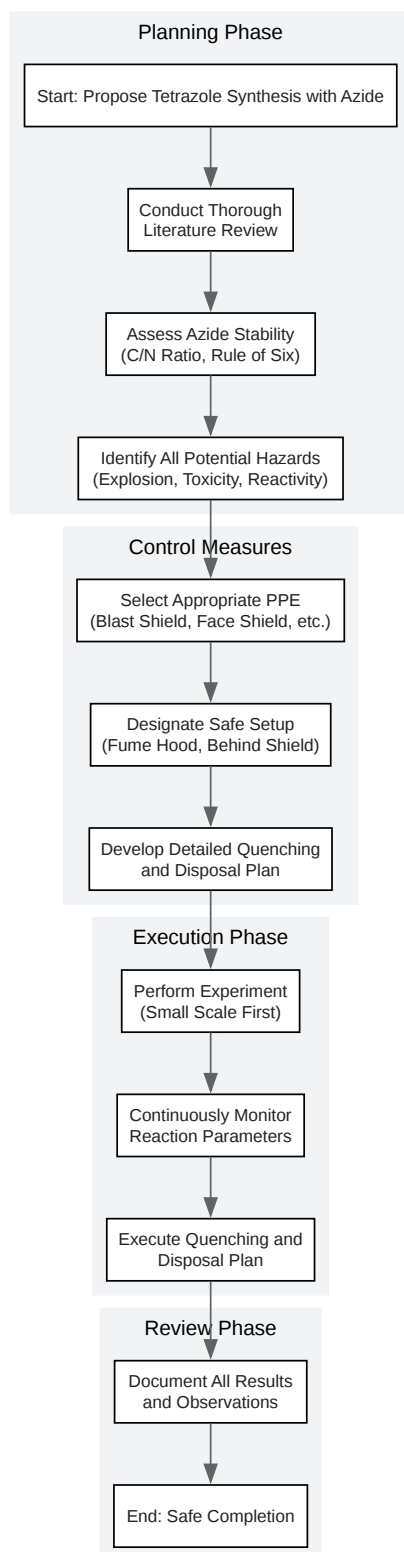 Planning Phase
Start: Propose Tetrazole Synthesis with Azide
Conduct Thorough
Literature Review
Assess Azide Stability
(C/N Ratio, Rule of Six)
Identify All Potential Hazards
(Explosion, Toxicity, Reactivity)
Control Measures
Select Appropriate PPE
(Blast Shield, Face Shield, etc.)
Designate Safe Setup
(Fume Hood, Behind Shield)
Develop Detailed Quenching
and Disposal Plan
Execution Phase
Perform Experiment
(Small Scale First)
Continuously Monitor
Reaction Parameters
Execute Quenching and
Disposal Plan
Review Phase
Document All Results
and Observations
End: Safe Completion